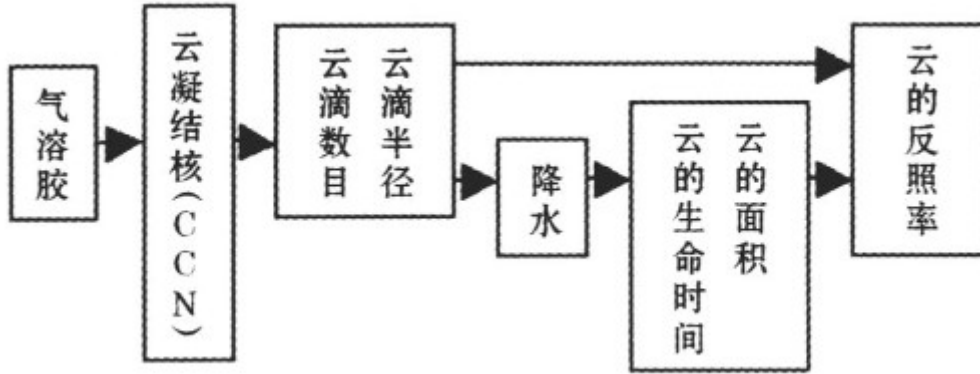 气溶胶
云凝结核(CCN)
云滴半径
云滴数目
降水
云的面积
云的生命时间
云的反照率